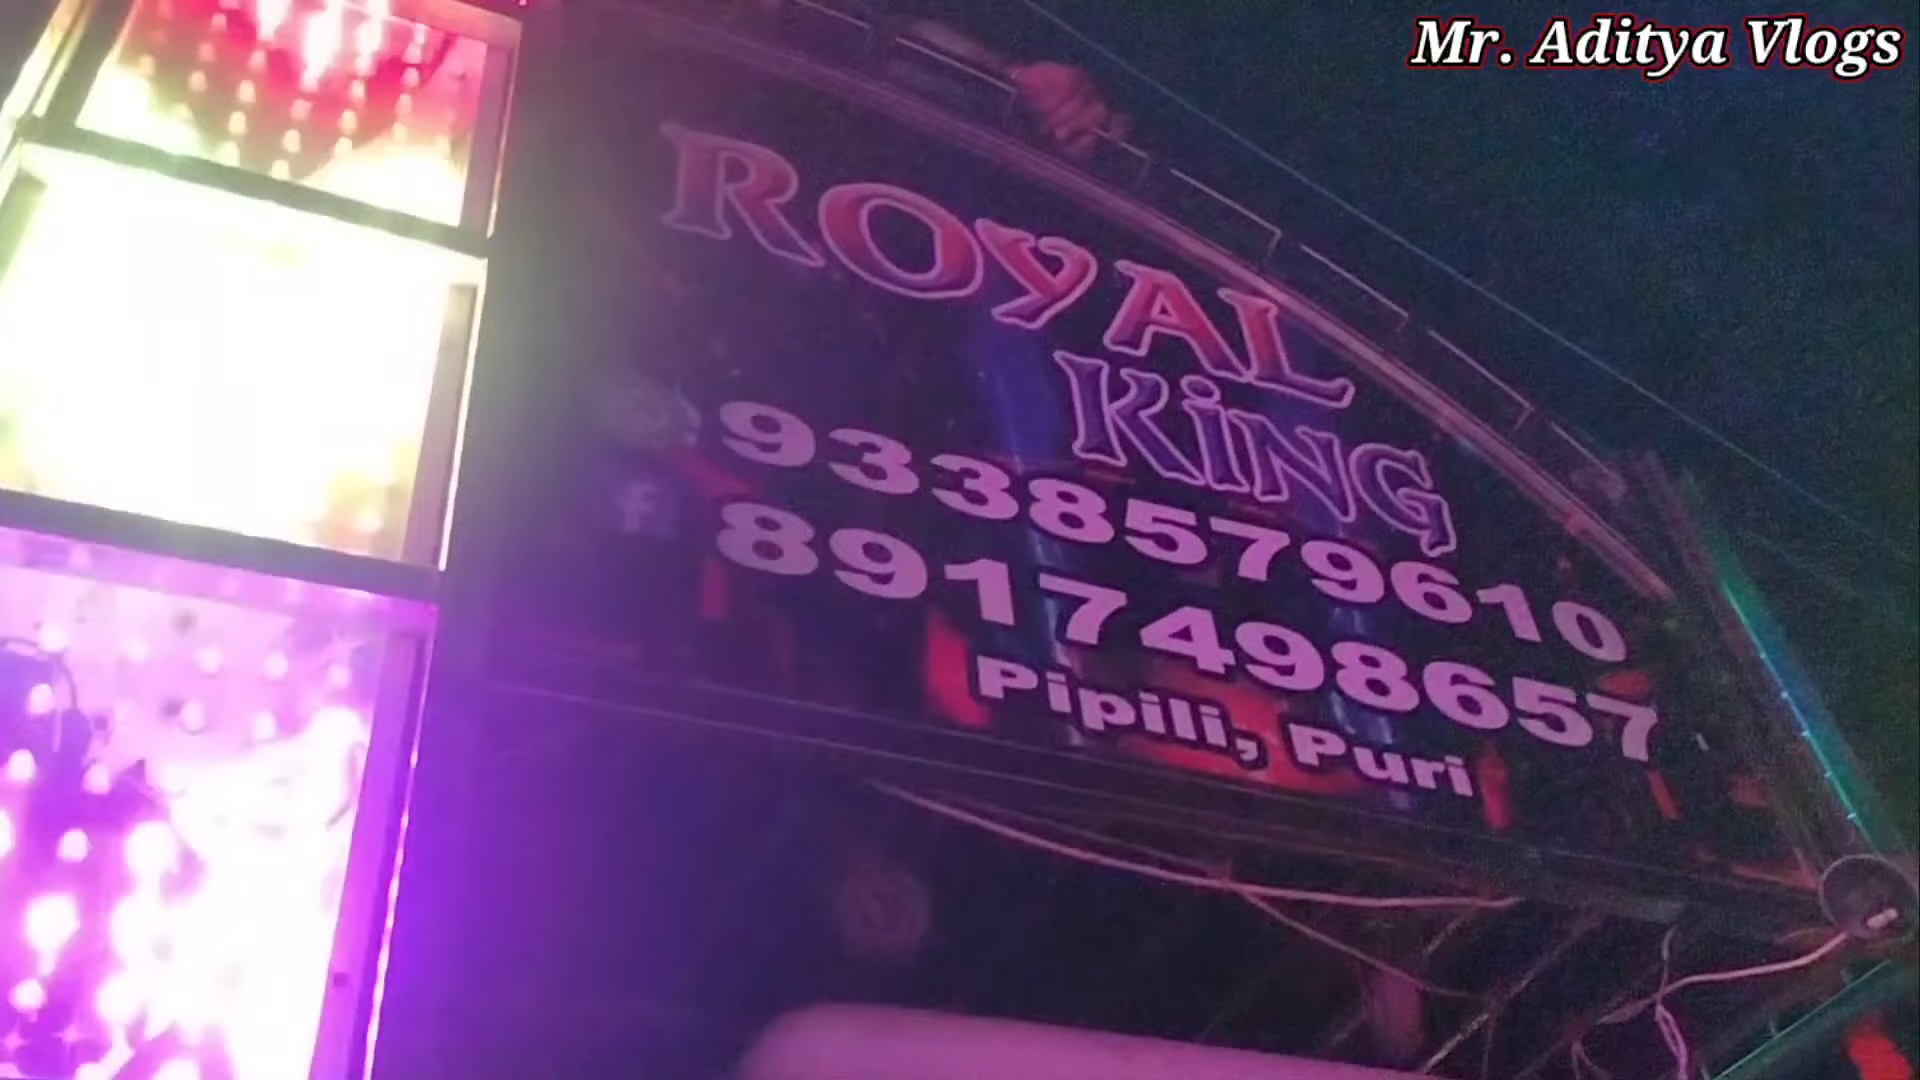 Mr. Aditya Vlogs
ROYAL
KiNG
9338579610
f
8917498657
Pipili, Puri